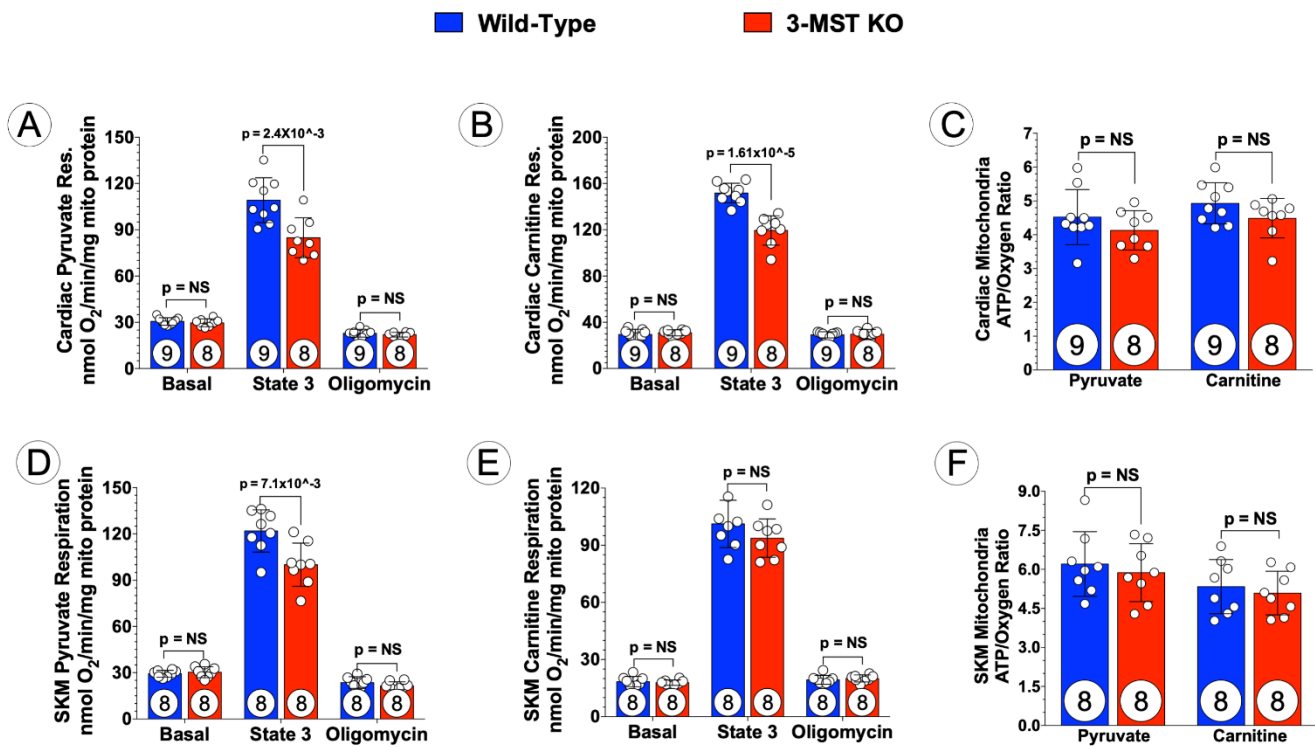 Wild-Type
3-MST KO
A
Cardiac Pyruvate Res.
nmol O2/min/mg mito protein
150
120
90
60
30
0
p = NS
p = 2.4X10^-3
p = NS
9
8
9
8
9
8
Basal
State 3
Oligomycin
B
Cardiac Carnitine Res.
nmol O2/min/mg mito protein
200
160
120
80
40
0
p = NS
p = 1.61x10^-5
p = NS
9
8
9
8
9
8
Basal
State 3
Oligomycin
C
Cardiac Mitochondria
ATP/Oxygen Ratio
7
6
5
4
3
2
1
0
p = NS
p = NS
9
8
9
8
Pyruvate
Carnitine
D
SKM Pyruvate Respiration
nmol O2/min/mg mito protein
150
120
90
60
30
0
p = NS
p = 7.1x10^-3
p = NS
8
8
8
8
8
8
Basal
State 3
Oligomycin
E
SKM Carnitine Respiration
nmol O2/min/mg mito protein
120
90
60
30
0
p = NS
p = NS
p = NS
8
8
8
8
8
8
Basal
State 3
Oligomycin
F
SKM Mitochondria
ATP/Oxygen Ratio
9.0
7.5
6.0
4.5
3.0
1.5
0.0
p = NS
p = NS
8
8
8
8
Pyruvate
Carnitine